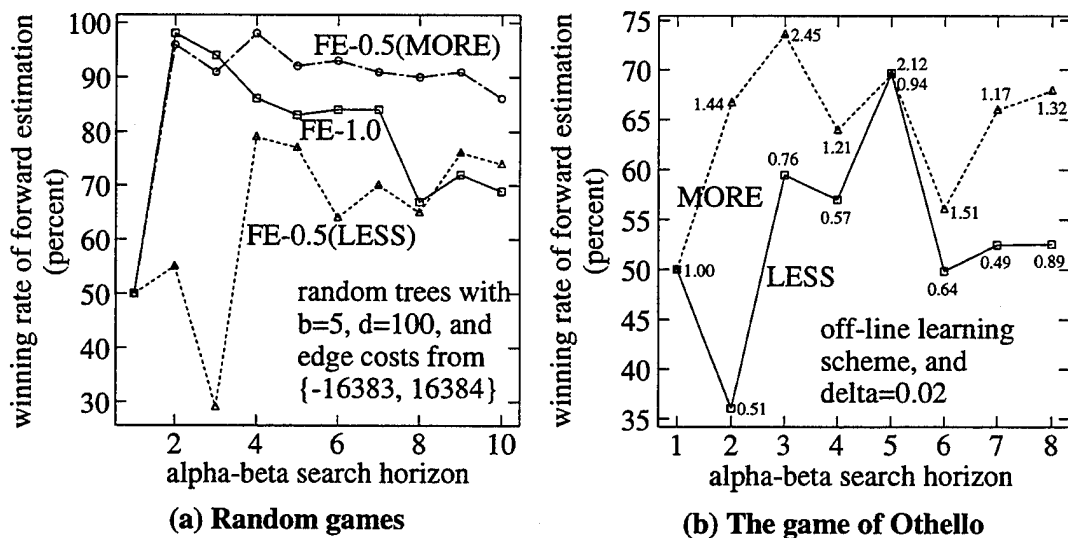 winning rate of forward estimation
(percent)
100
90
80
70
60
50
40
30
FE-0.5(MORE)
FE-1.0
FE-0.5(LESS)
random trees with
b=5, d=100, and
edge costs from
{-16383, 16384}
2 4 6 8 10
alpha-beta search horizon
(a) Random games
winning rate of forward estimation
(percent)
75
70
65
60
55
50
45
40
35
1.44
2.45
1.21
2.12
0.94
1.51
1.17
1.32
MORE
1.00
LESS
0.51
0.76
0.57
0.64
0.49
0.89
off-line learning
scheme, and
delta=0.02
1 2 3 4 5 6 7 8
alpha-beta search horizon
(b) The game of Othello